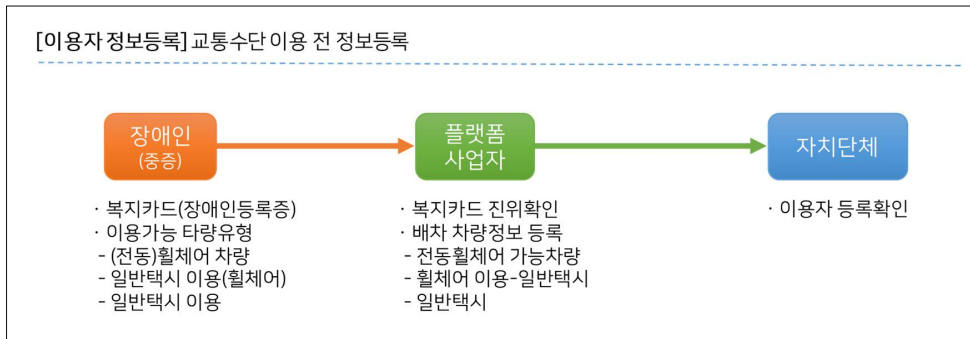 [이용자 정보등록] 교통수단 이용 전 정보등록
장애인
(중증)
플랫폼
사업자
자치단체
· 복지카드(장애인등록증)
· 이용가능 타량유형
- (전동)휠체어 차량
- 일반택시 이용(휠체어)
- 일반택시 이용
· 복지카드 진위확인
· 배차 차량정보 등록
- 전동휠체어 가능차량
- 휠체어 이용-일반택시
- 일반택시
· 이용자 등록확인